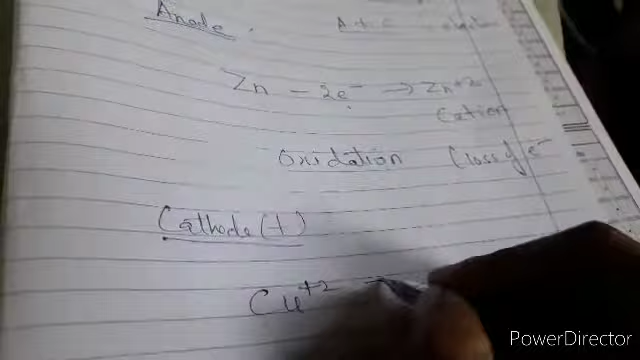 Anode.
Zn - 2e⁻ → Zn⁺²
Cation
Oxidation (loss of e⁻
Cathode (+)
Cu⁺²
PowerDirector